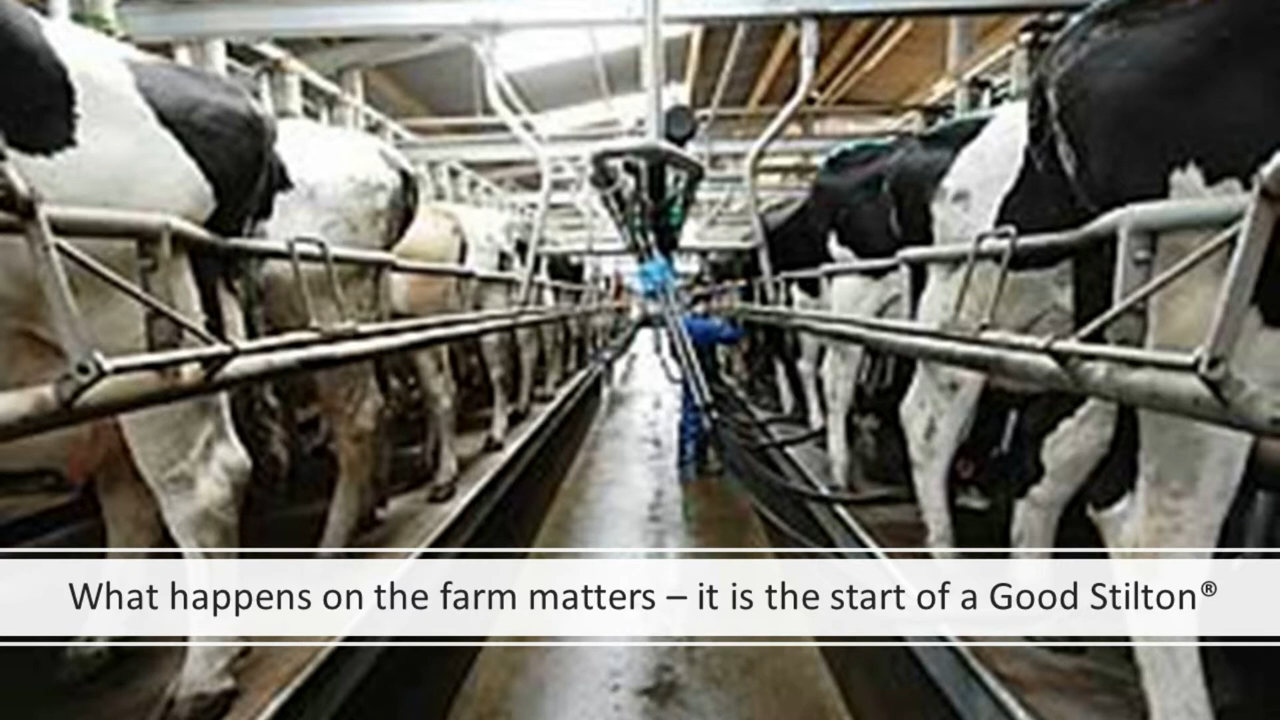 What happens on the farm matters – it is the start of a Good Stilton®